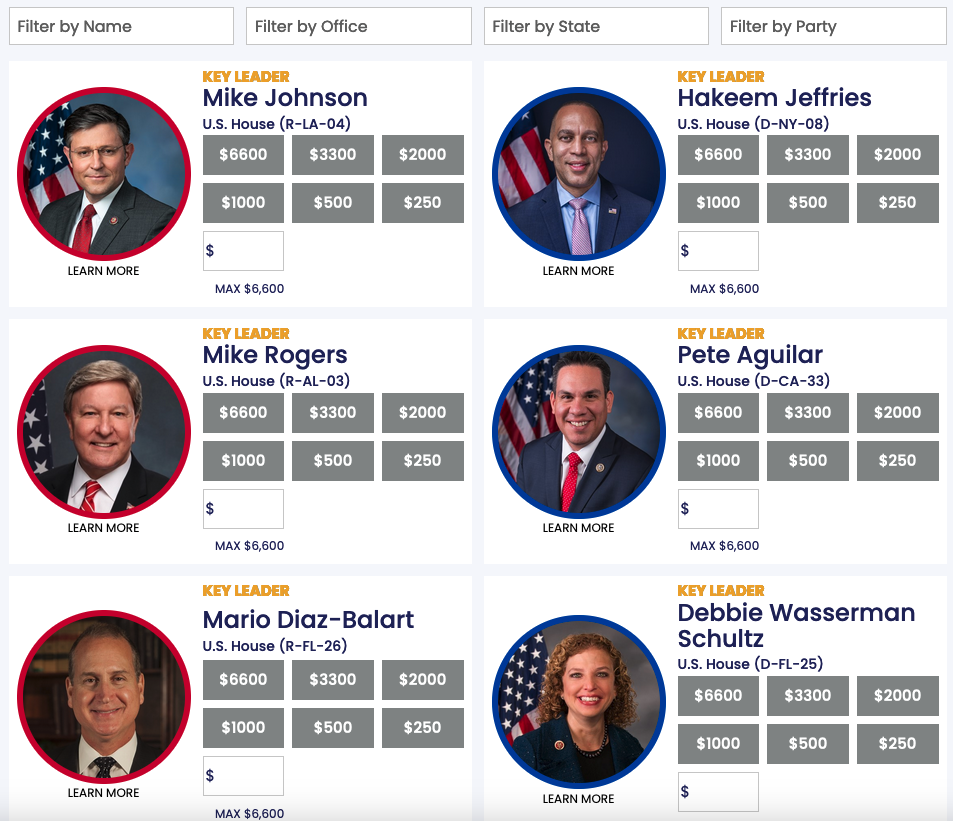 Filter by Name
Filter by Office
Filter by State
Filter by Party
KEY LEADER
Mike Johnson
U.S. House (R-LA-04)
$6600 $3300 $2000
$1000 $500 $250
$
LEARN MORE
MAX $6,600
KEY LEADER
Hakeem Jeffries
U.S. House (D-NY-08)
$6600 $3300 $2000
$1000 $500 $250
$
LEARN MORE
MAX $6,600
KEY LEADER
Mike Rogers
U.S. House (R-AL-03)
$6600 $3300 $2000
$1000 $500 $250
$
LEARN MORE
MAX $6,600
KEY LEADER
Pete Aguilar
U.S. House (D-CA-33)
$6600 $3300 $2000
$1000 $500 $250
$
LEARN MORE
MAX $6,600
KEY LEADER
Mario Diaz-Balart
U.S. House (R-FL-26)
$6600 $3300 $2000
$1000 $500 $250
$
LEARN MORE
MAX $6,600
KEY LEADER
Debbie Wasserman
Schultz
U.S. House (D-FL-25)
$6600 $3300 $2000
$1000 $500 $250
$
LEARN MORE